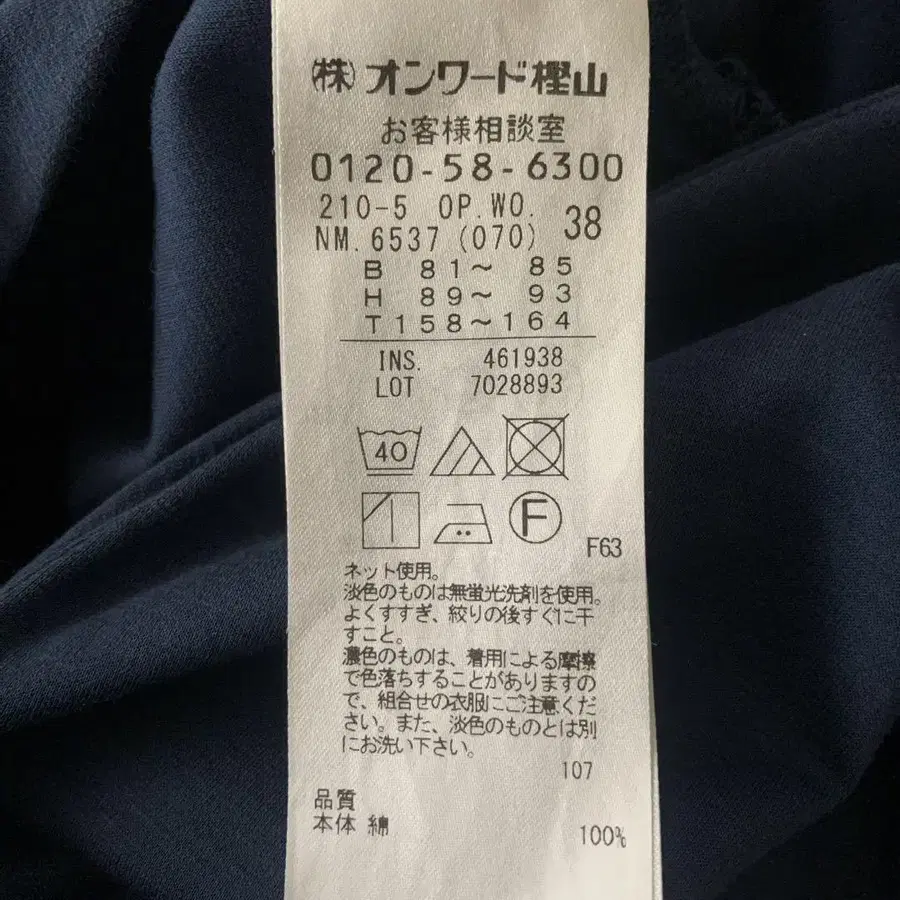 (株)オンワード樫山
お客様相談室
0120-58-6300
210-5 OP.WO. 38
NM.6537(070)
B 81～ 85
H 89～ 93
T158～164
INS. 461938
LOT 7028893
40
F
F63
ネット使用。
淡色のものは無蛍光洗剤を使用。
よくすすぎ、絞りの後すぐに干
すこと。
濃色のものは、着用による摩擦
で色落ちすることがありますの
で、組合せの衣服にご注意くだ
さい。また、淡色のものとは別
にお洗い下さい。
107
品質
本体 綿 100%